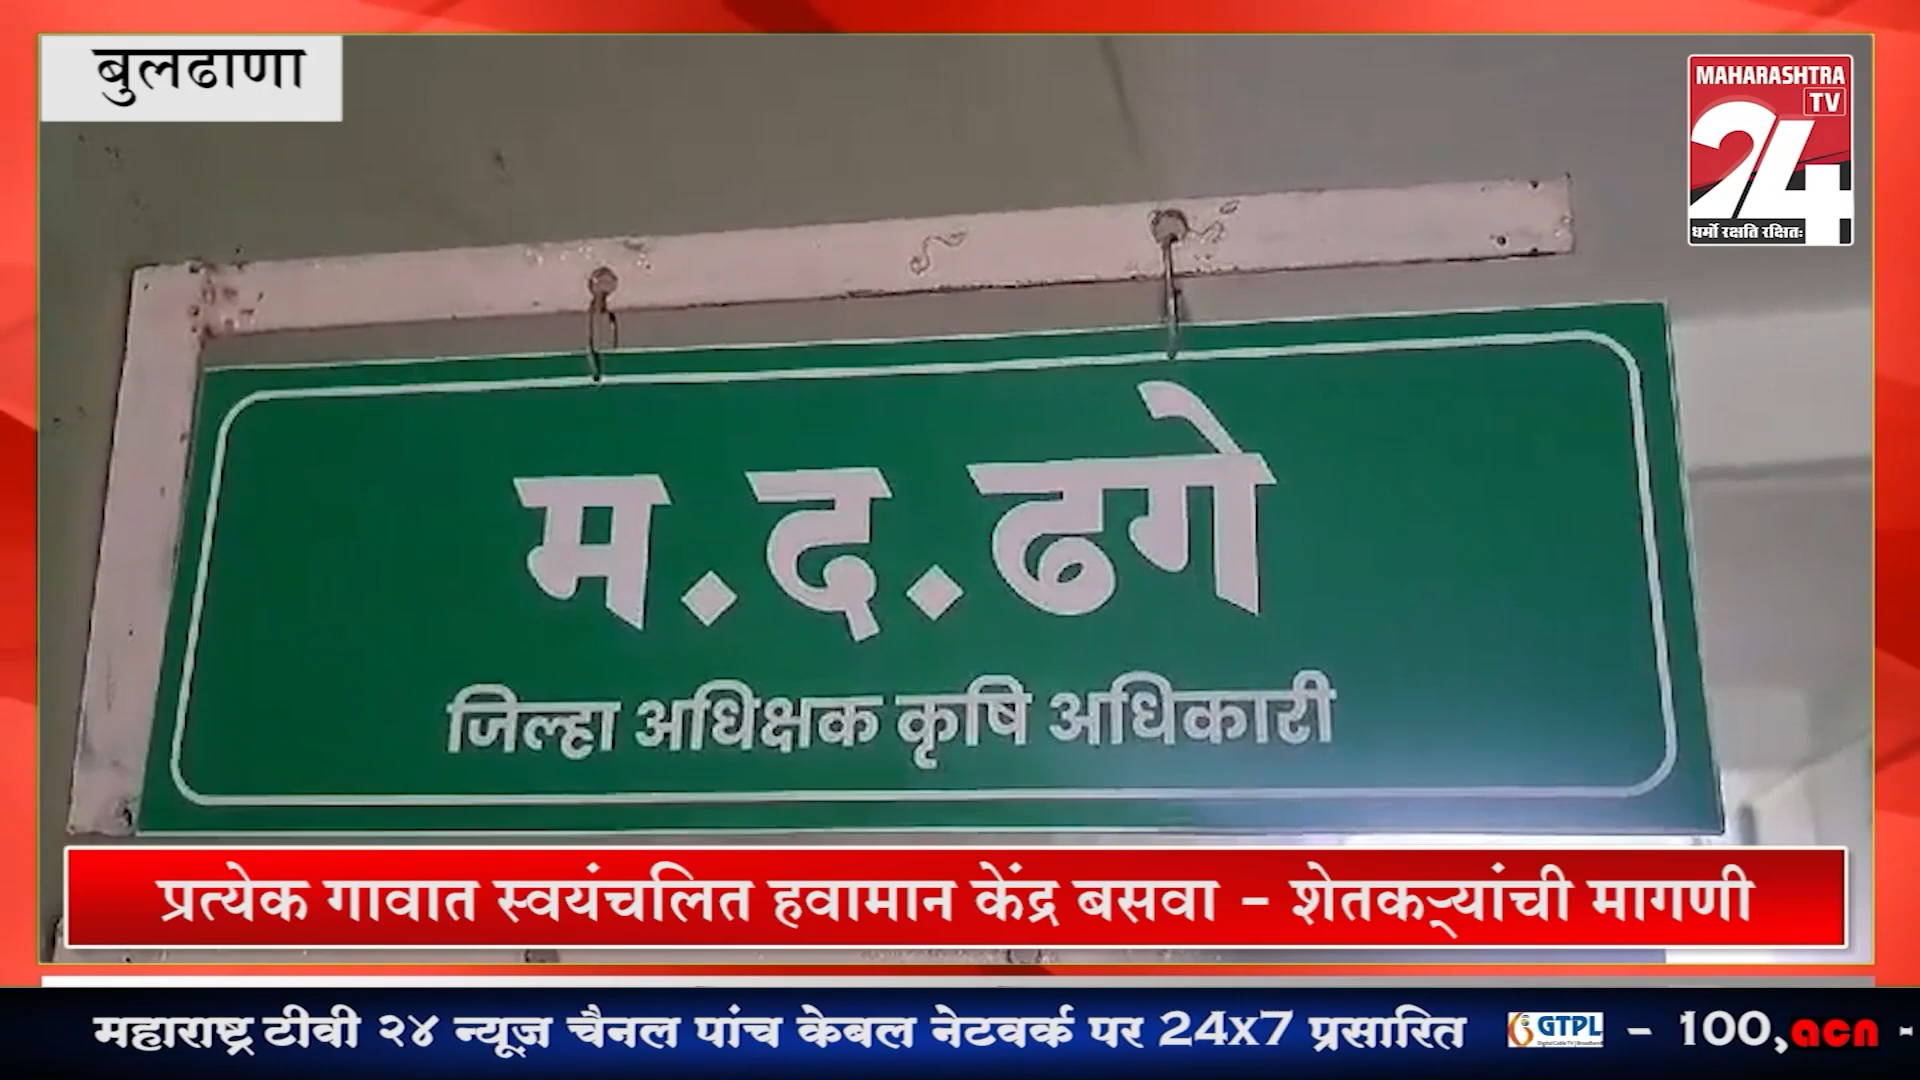 बुलढाणा
MAHARASHTRA
TV
24
धर्मो रक्षति रक्षितः
म.द.ढगे
जिल्हा अधिक्षक कृषि अधिकारी
प्रत्येक गावात स्वयंचलित हवामान केंद्र बसवा - शेतकऱ्यांची मागणी
महाराष्ट्र टीवी २४ न्यूज़ चैनल पांच केबल नेटवर्क पर 24x7 प्रसारित GTPL - 100, acn -